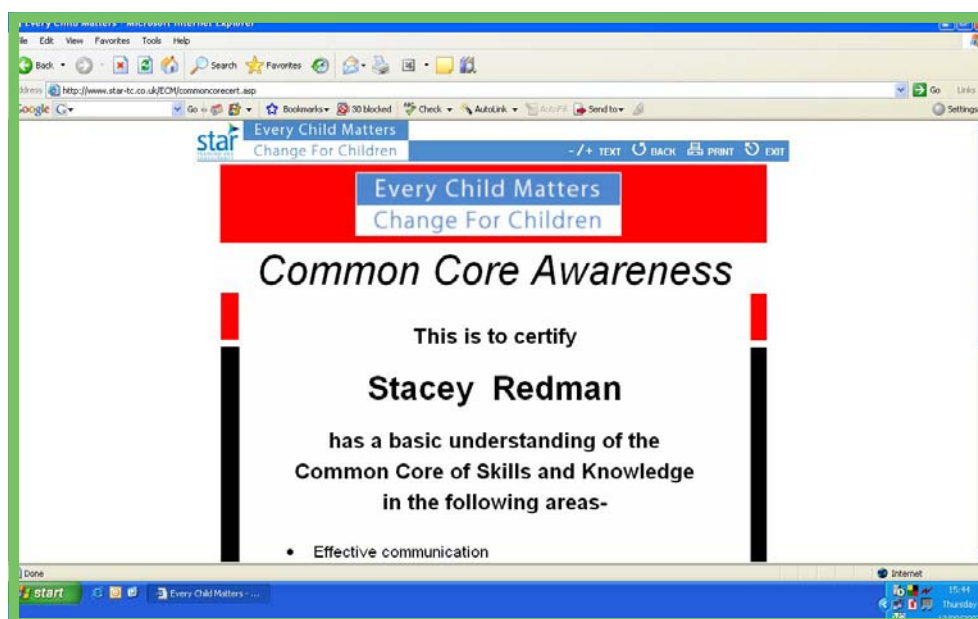 Every Child Matters - Microsoft Internet Explorer
File Edit View Favorites Tools Help
Back Search Favorites
Address http://www.star-tc.co.uk/ECM/commoncorecert.asp Go Links
Google G Go Bookmarks 30 blocked Check AutoLink AutoFill Send to Settings
star Every Child Matters
Change For Children -/+ TEXT BACK PRINT EXIT
Every Child Matters
Change For Children
Common Core Awareness
This is to certify
Stacey Redman
has a basic understanding of the
Common Core of Skills and Knowledge
in the following areas-
• Effective communication
Done Internet
start Every Child Matters - ... 15:44
Thursday